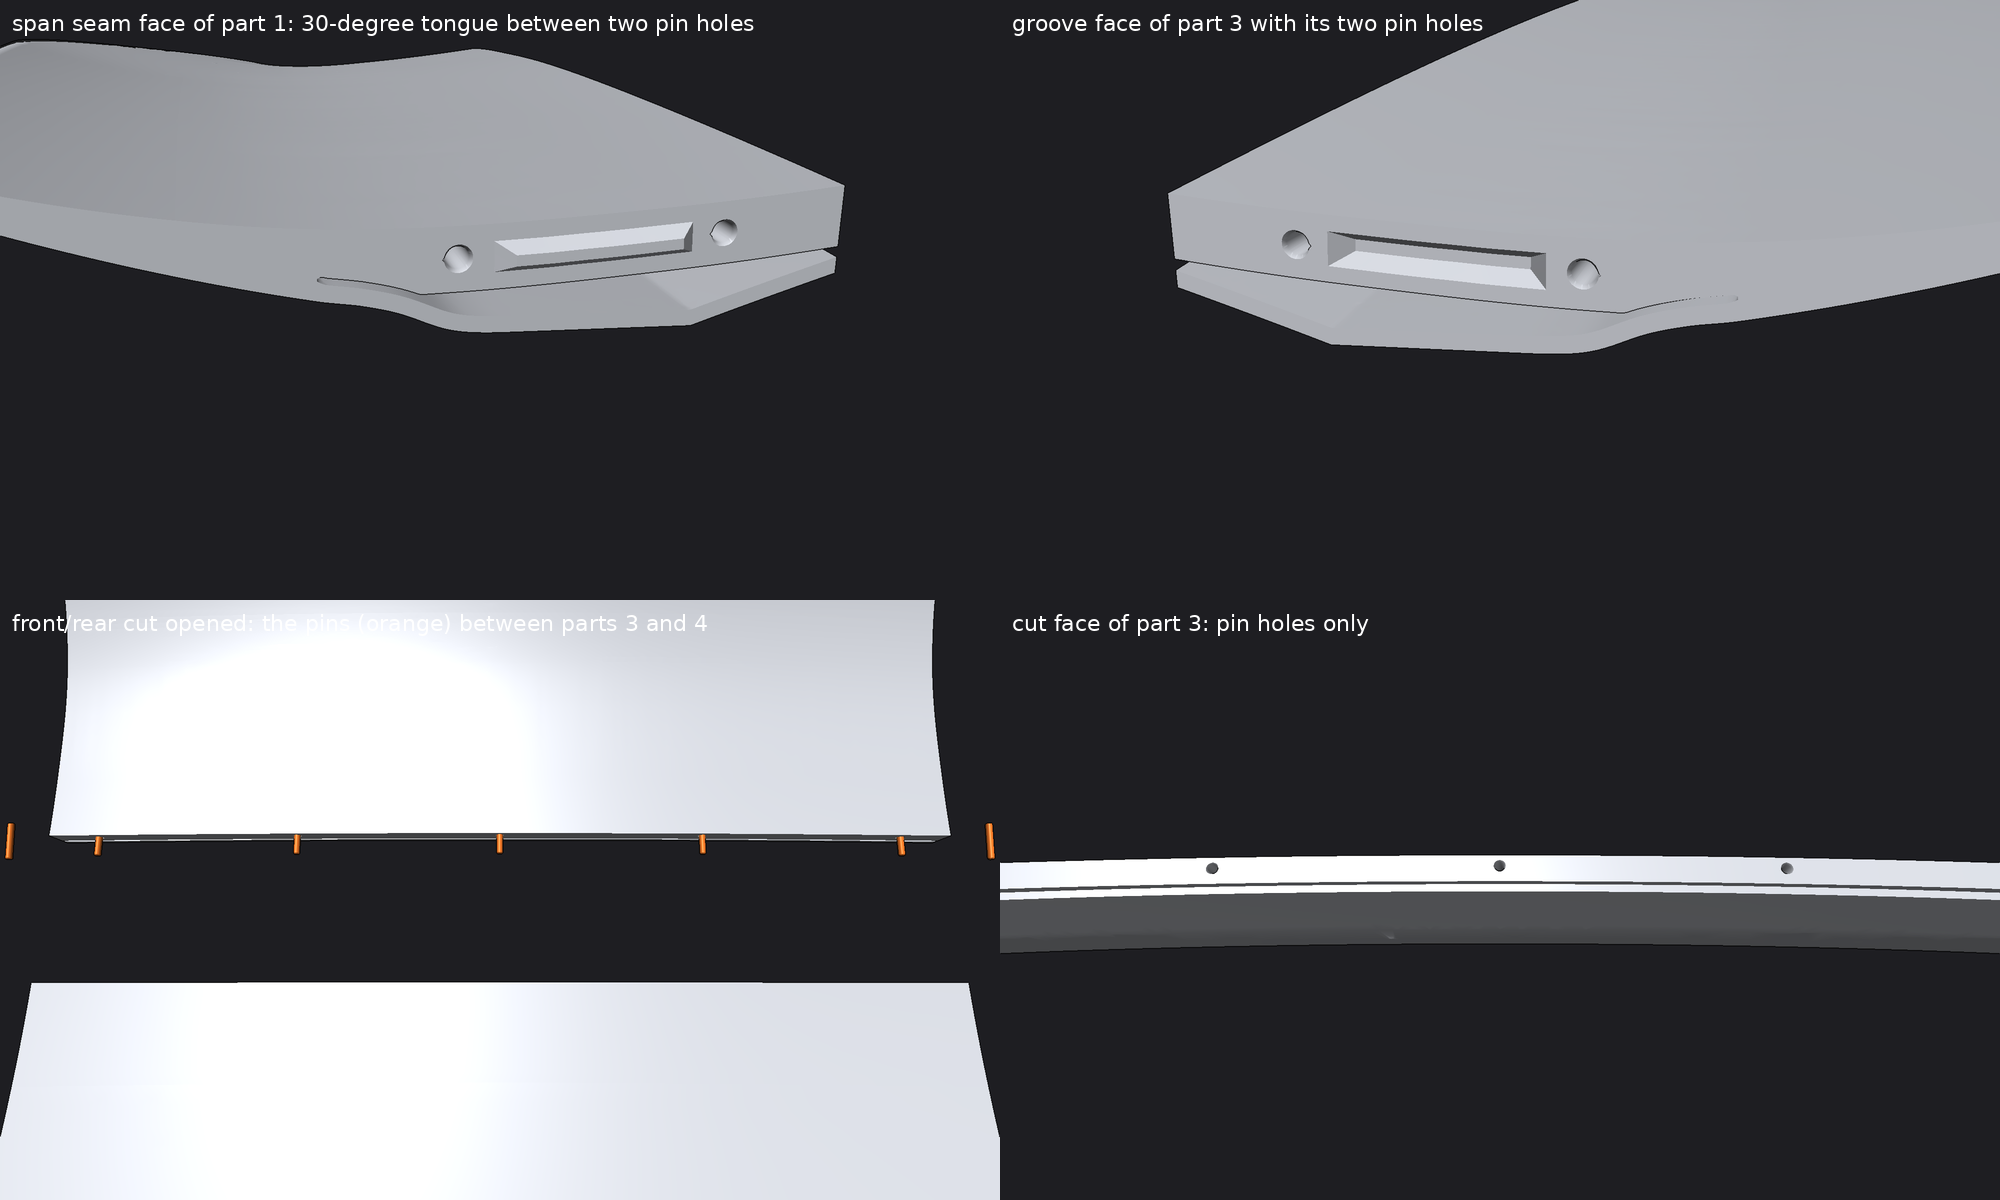 span seam face of part 1: 30-degree tongue between two pin holes
groove face of part 3 with its two pin holes
front/rear cut opened: the pins (orange) between parts 3 and 4
cut face of part 3: pin holes only